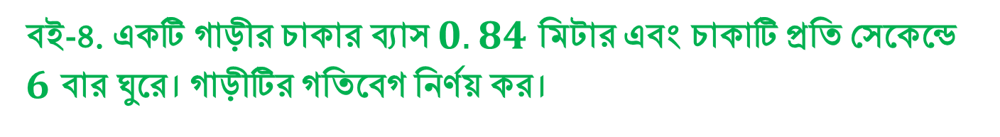 বই-৪. একটি গাড়ীর চাকার ব্যাস 0.84 মিটার এবং চাকাটি প্রতি সেকেন্ডে
6 বার ঘুরে। গাড়ীটির গতিবেগ নির্ণয় কর।